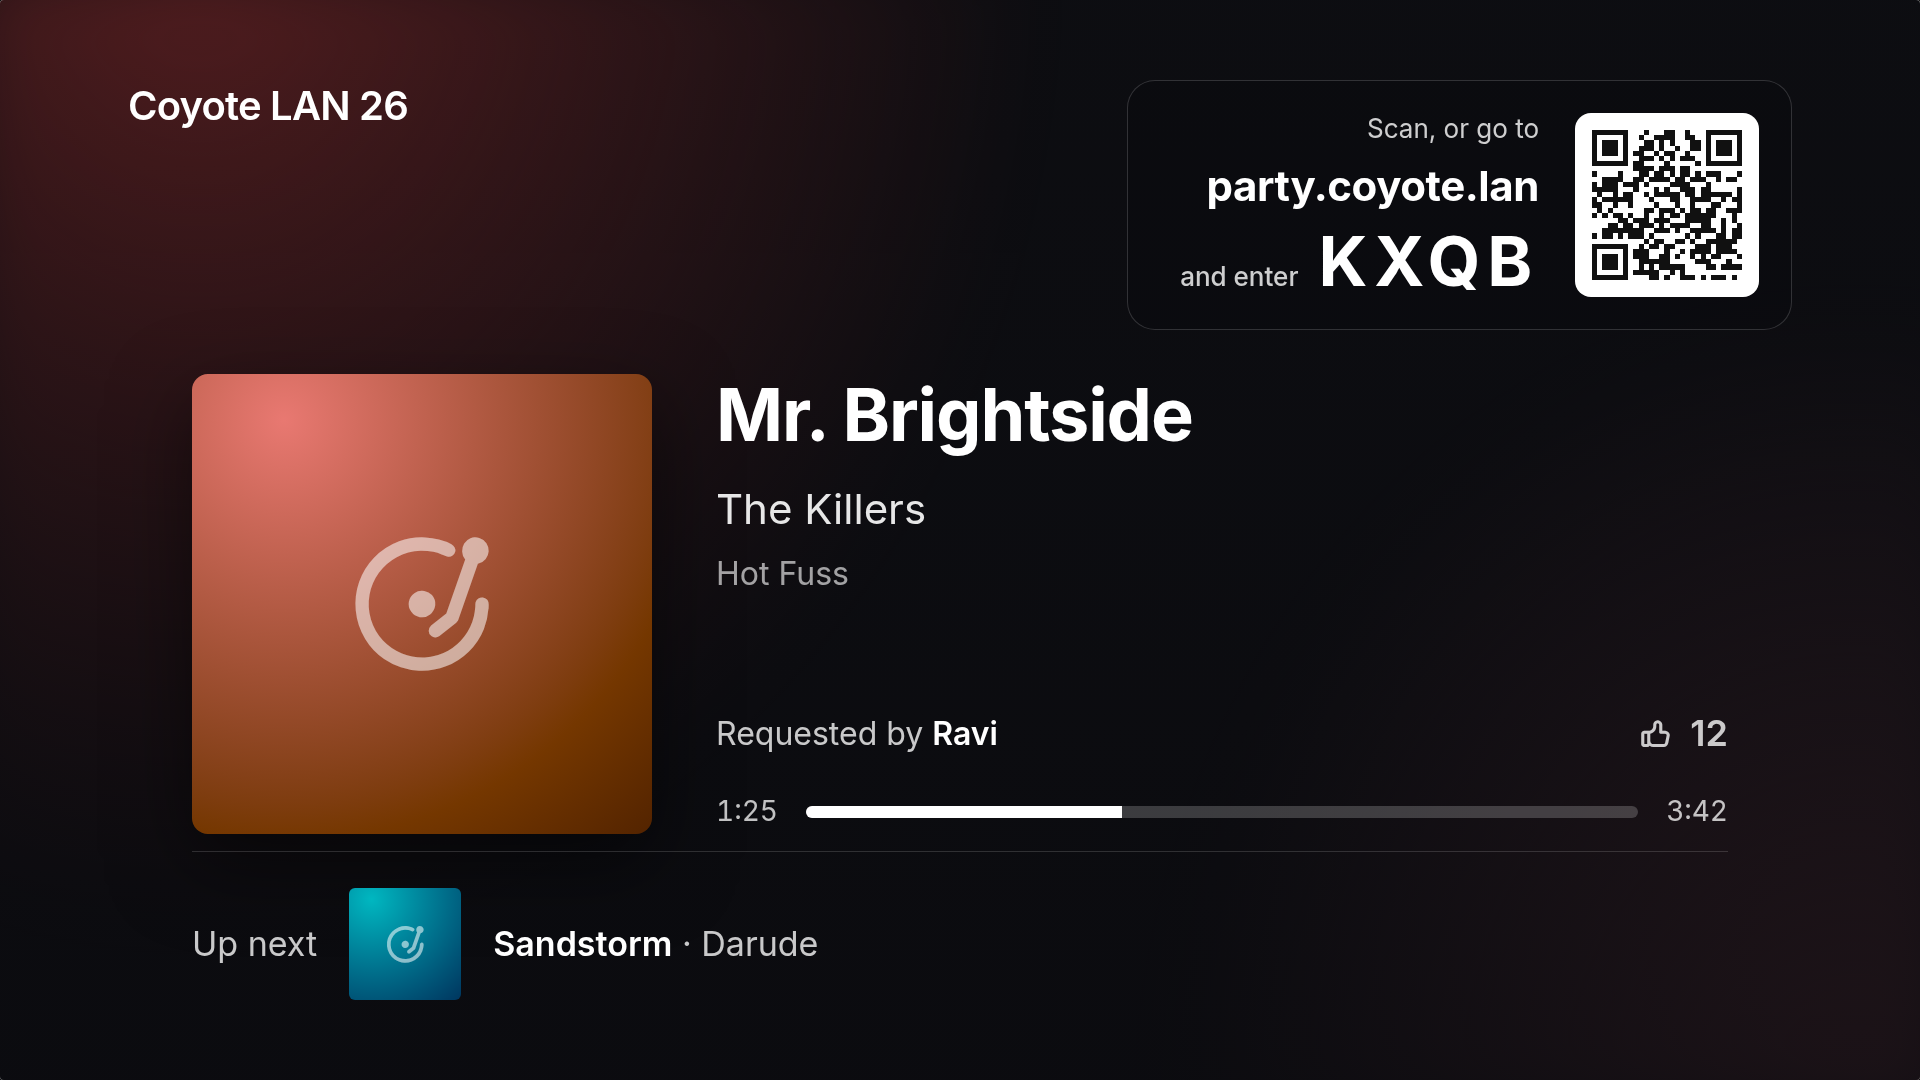 Coyote LAN 26
Scan, or go to
party.coyote.lan
and enter KXQB
Mr. Brightside
The Killers
Hot Fuss
Requested by Ravi
12
1:25
3:42
Up next
Sandstorm · Darude